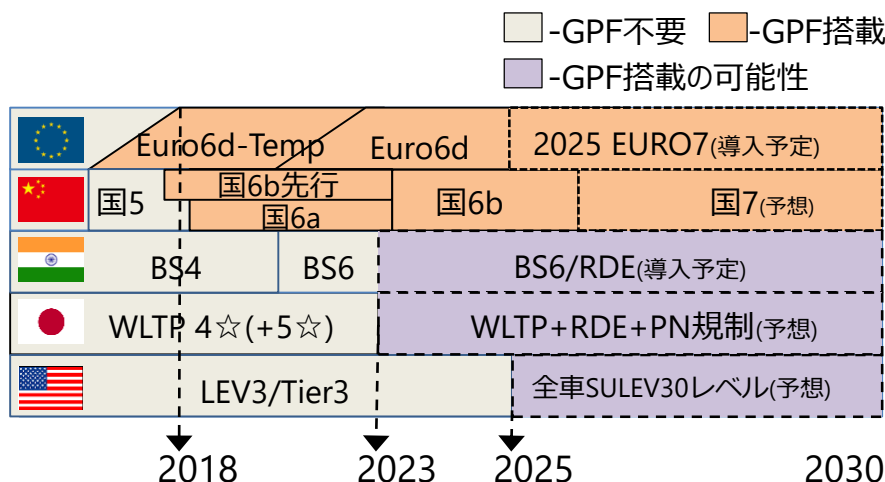 -GPF不要 -GPF搭載
-GPF搭載の可能性
Euro6d-Temp Euro6d 2025 EURO7(導入予定)
国5 国6b先行 国6b 国7(予想)
国6a
BS4 BS6 BS6/RDE(導入予定)
WLTP 4☆(+5☆) WLTP+RDE+PN規制(予想)
LEV3/Tier3 全車SULEV30レベル(予想)
2018 2023 2025 2030